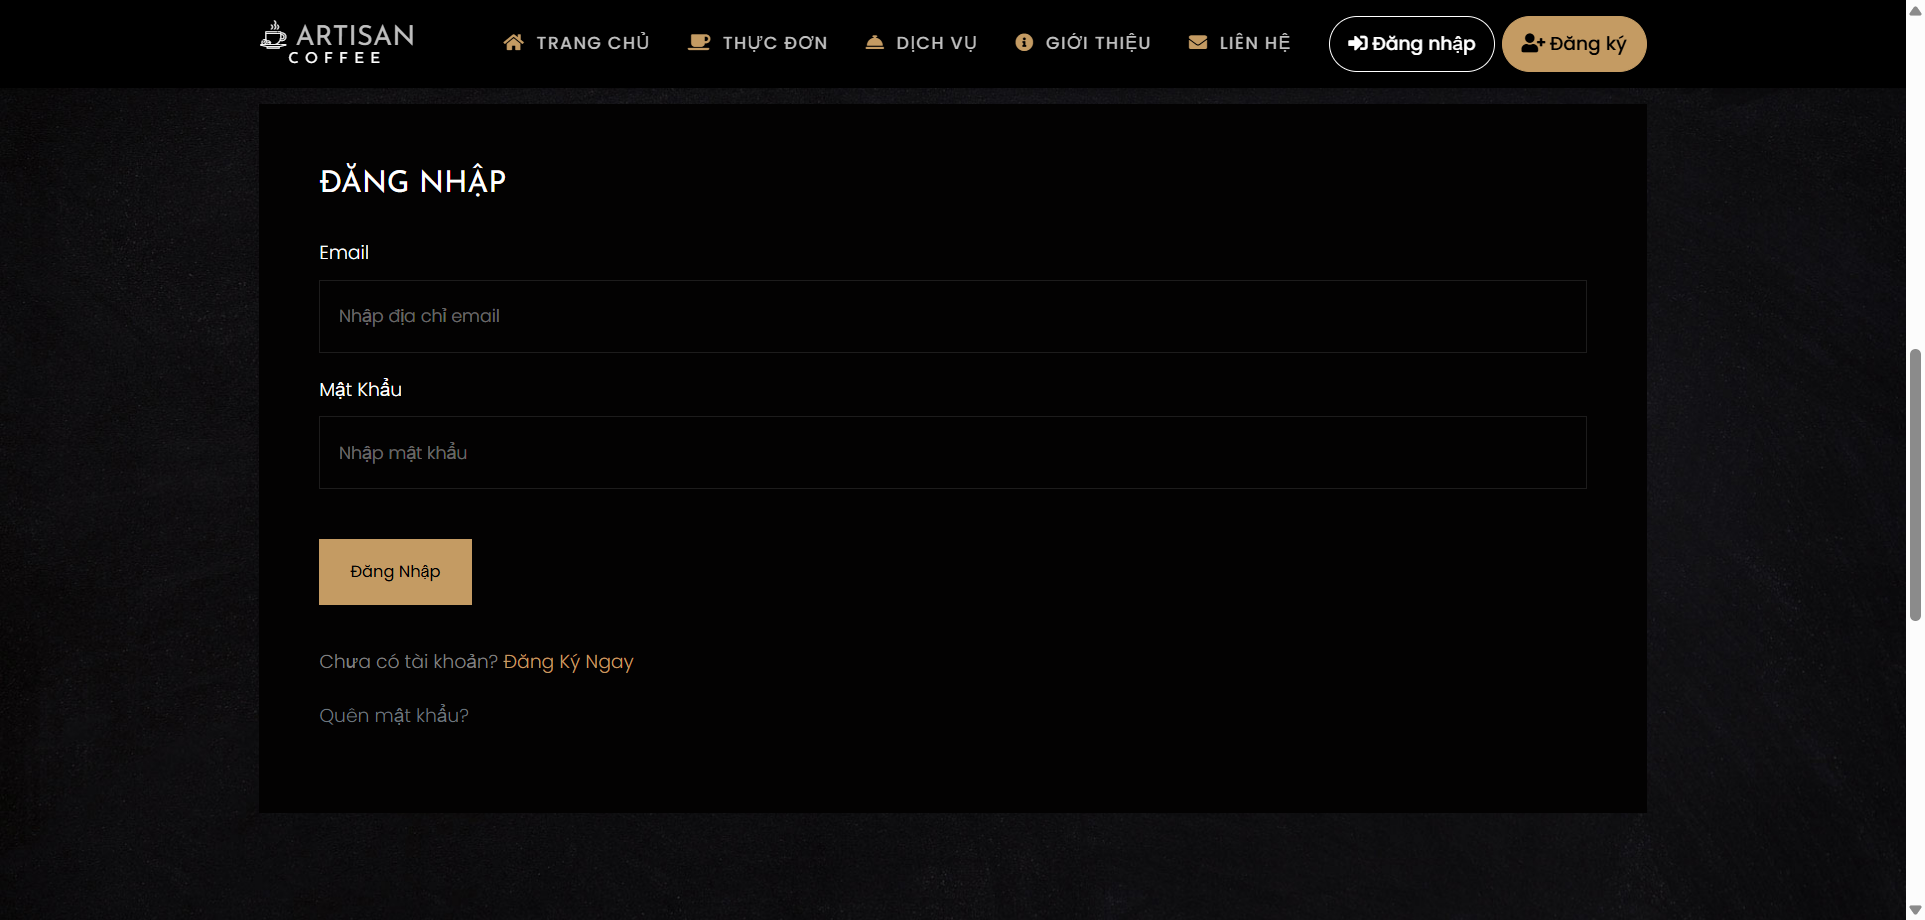 ARTISAN
COFFEE
TRANG CHỦ
THỰC ĐƠN
DỊCH VỤ
GIỚI THIỆU
LIÊN HỆ
Đăng nhập
Đăng ký
ĐĂNG NHẬP
Email
Nhập địa chỉ email
Mật Khẩu
Nhập mật khẩu
Đăng Nhập
Chưa có tài khoản? Đăng Ký Ngay
Quên mật khẩu?